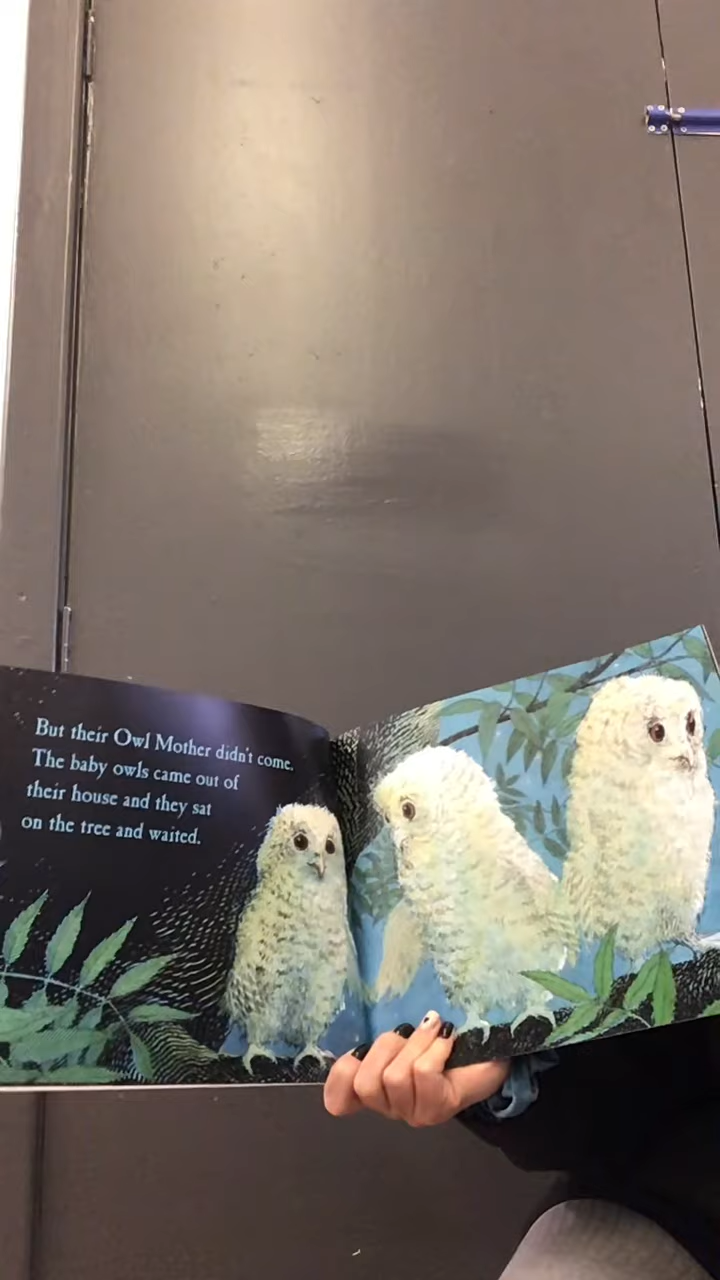 But their Owl Mother didn't come.
The baby owls came out of
their house and they sat
on the tree and waited.